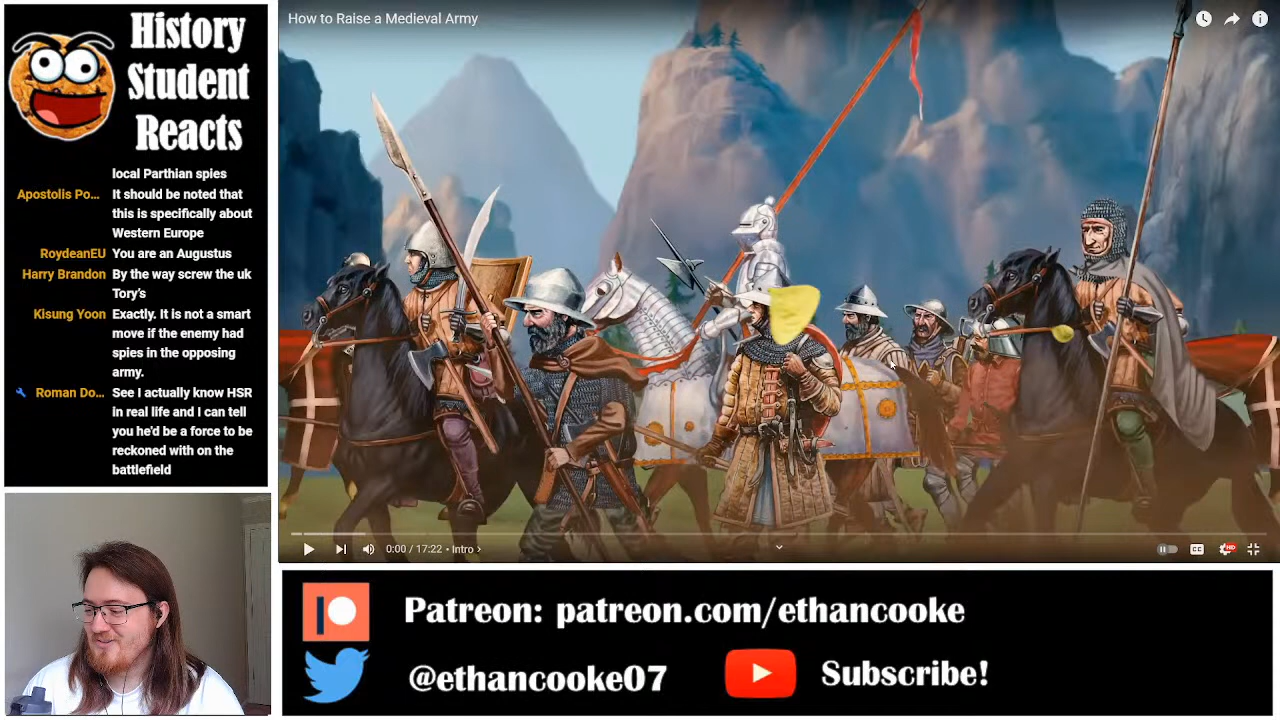 History
Student
Reacts
local Parthian spies
Apostolis Po... It should be noted that
this is specifically about
Western Europe
RoydeanEU You are an Augustus
Harry Brandon By the way screw the uk
Tory's
Kisung Yoon Exactly. It is not a smart
move if the enemy had
spies in the opposing
army.
Roman Do... See I actually know HSR
in real life and I can tell
you he'd be a force to be
reckoned with on the
battlefield
How to Raise a Medieval Army
0:00 / 17:22 • Intro >
CC
HD
Patreon: patreon.com/ethancooke
@ethancooke07
Subscribe!